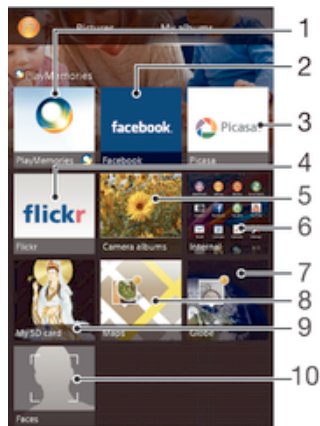 Pictures My albums
PlayMemories
facebook.
Picasa
PlayMemories Facebook Picasa
flickr
Flickr Camera albums Internal
My SD card Maps Globe
Faces
1
2
3
4
5
6
7
8
9
10